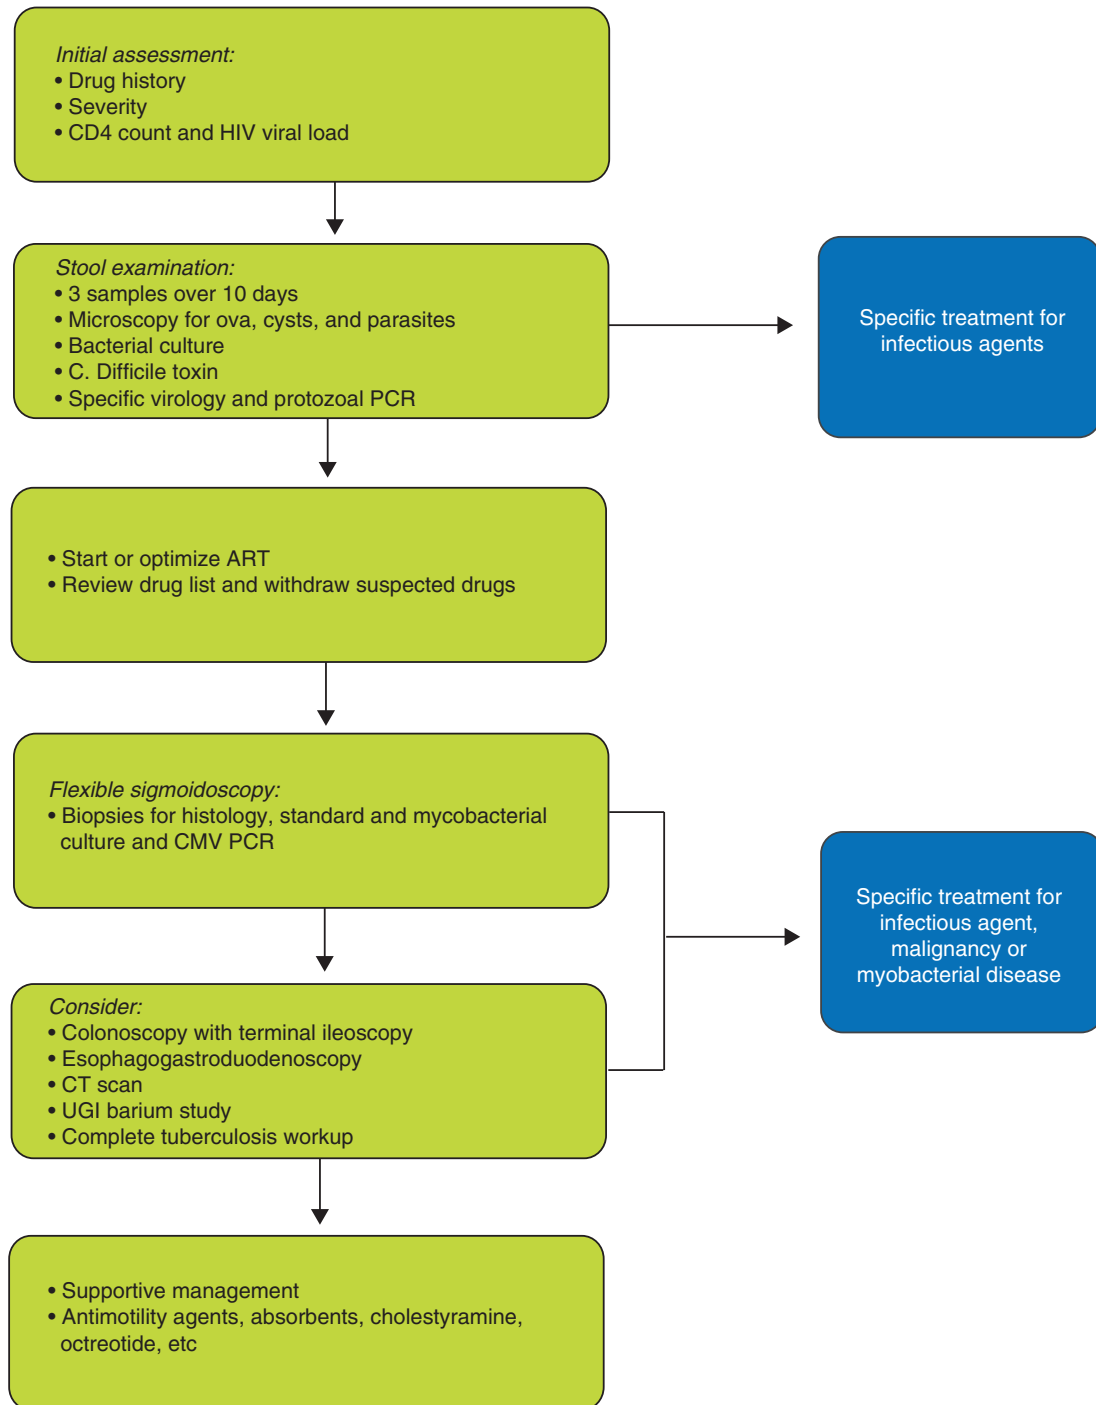 Initial assessment:
• Drug history
• Severity
• CD4 count and HIV viral load
Stool examination:
• 3 samples over 10 days
• Microscopy for ova, cysts, and parasites
• Bacterial culture
• C. Difficile toxin
• Specific virology and protozoal PCR
Specific treatment for
infectious agents
• Start or optimize ART
• Review drug list and withdraw suspected drugs
Flexible sigmoidoscopy:
• Biopsies for histology, standard and mycobacterial
culture and CMV PCR
Specific treatment for
infectious agent,
malignancy or
myobacterial disease
Consider:
• Colonoscopy with terminal ileoscopy
• Esophagogastroduodenoscopy
• CT scan
• UGI barium study
• Complete tuberculosis workup
• Supportive management
• Antimotility agents, absorbents, cholestyramine,
octreotide, etc